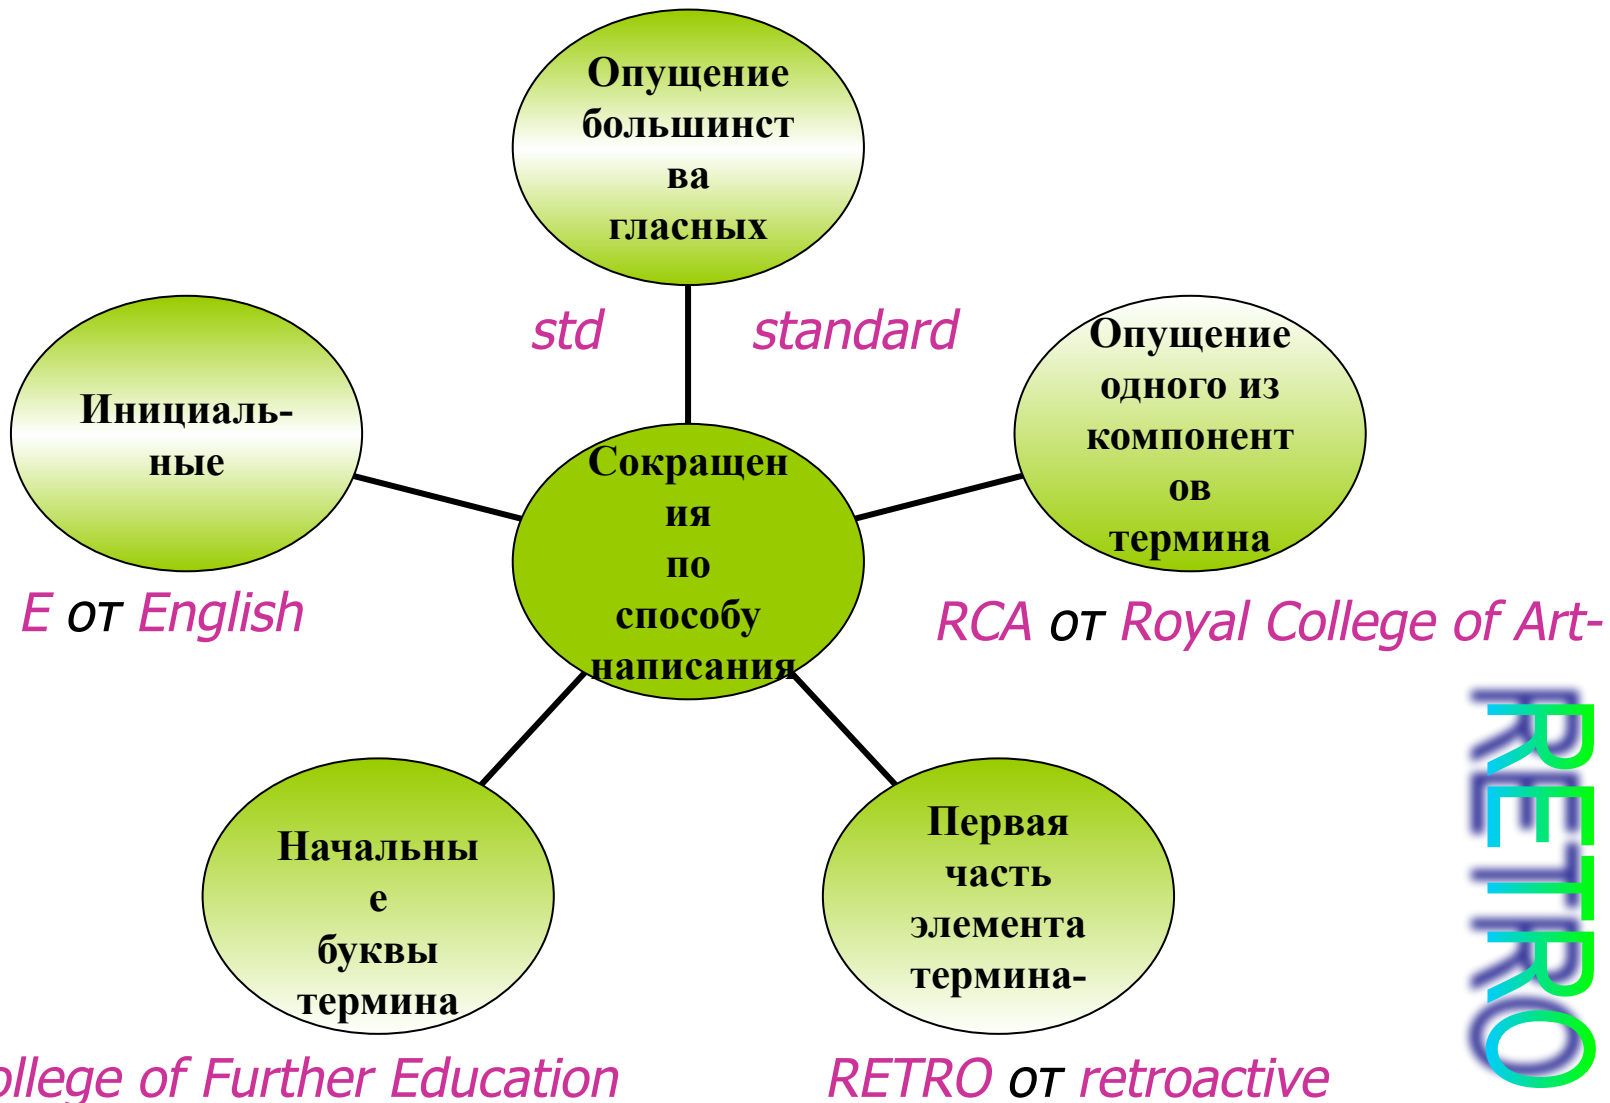 Опущение
большинст
ва
гласных
std standard
Инициаль-
ные
Опущение
одного из
компонент
ов
термина
Сокращен
ия
по
способу
написания
E от English
RCA от Royal College of Art-
Начальны
е
буквы
термина
Первая
часть
элемента
термина-
RETRO
ollege of Further Education
RETRO от retroactive